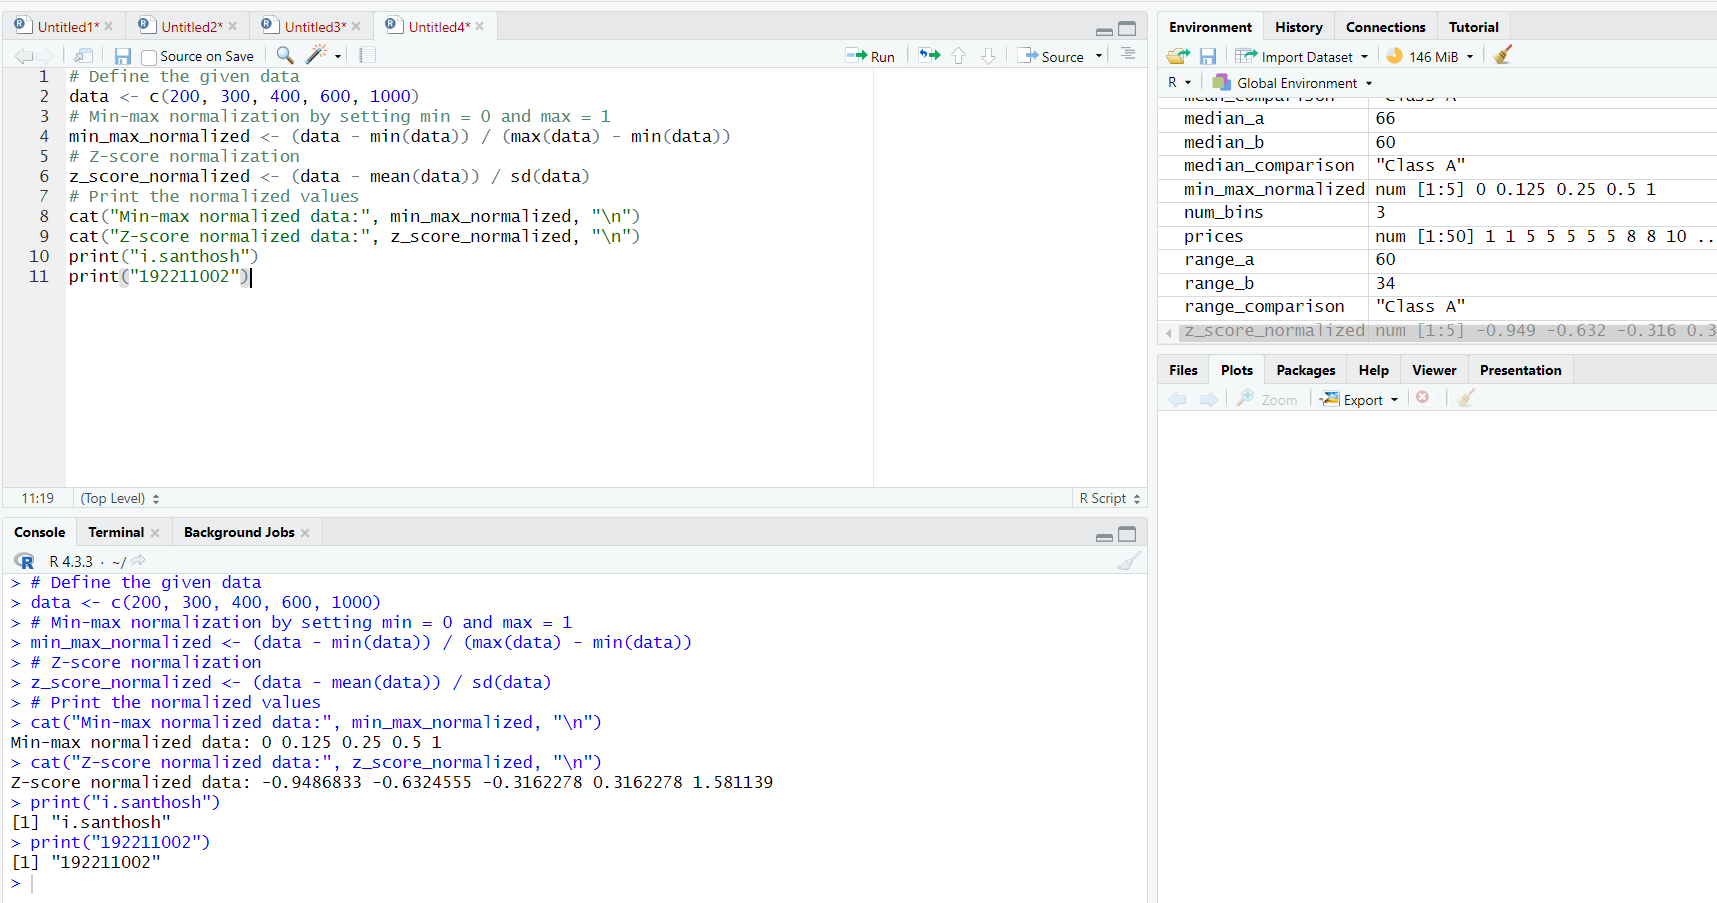 Untitled1* Untitled2* Untitled3* Untitled4*
Source on Save Run Source
1 # Define the given data
2 data <- c(200, 300, 400, 600, 1000)
3 # Min-max normalization by setting min = 0 and max = 1
4 min_max_normalized <- (data - min(data)) / (max(data) - min(data))
5 # Z-score normalization
6 z_score_normalized <- (data - mean(data)) / sd(data)
7 # Print the normalized values
8 cat("Min-max normalized data:", min_max_normalized, "\n")
9 cat("Z-score normalized data:", z_score_normalized, "\n")
10 print("i.santhosh")
11 print("192211002")
11:19 (Top Level) R Script
Console Terminal Background Jobs
R 4.3.3 · ~/
> # Define the given data
> data <- c(200, 300, 400, 600, 1000)
> # Min-max normalization by setting min = 0 and max = 1
> min_max_normalized <- (data - min(data)) / (max(data) - min(data))
> # Z-score normalization
> z_score_normalized <- (data - mean(data)) / sd(data)
> # Print the normalized values
> cat("Min-max normalized data:", min_max_normalized, "\n")
Min-max normalized data: 0 0.125 0.25 0.5 1
> cat("Z-score normalized data:", z_score_normalized, "\n")
Z-score normalized data: -0.9486833 -0.6324555 -0.3162278 0.3162278 1.581139
> print("i.santhosh")
[1] "i.santhosh"
> print("192211002")
[1] "192211002"
>
Environment History Connections Tutorial
Import Dataset 146 MiB
R Global Environment
mean_comparison "Class A"
median_a 66
median_b 60
median_comparison "Class A"
min_max_normalized num [1:5] 0 0.125 0.25 0.5 1
num_bins 3
prices num [1:50] 1 1 5 5 5 5 5 8 8 10 ..
range_a 60
range_b 34
range_comparison "Class A"
z_score_normalized num [1:5] -0.949 -0.632 -0.316 0.3
Files Plots Packages Help Viewer Presentation
Zoom Export